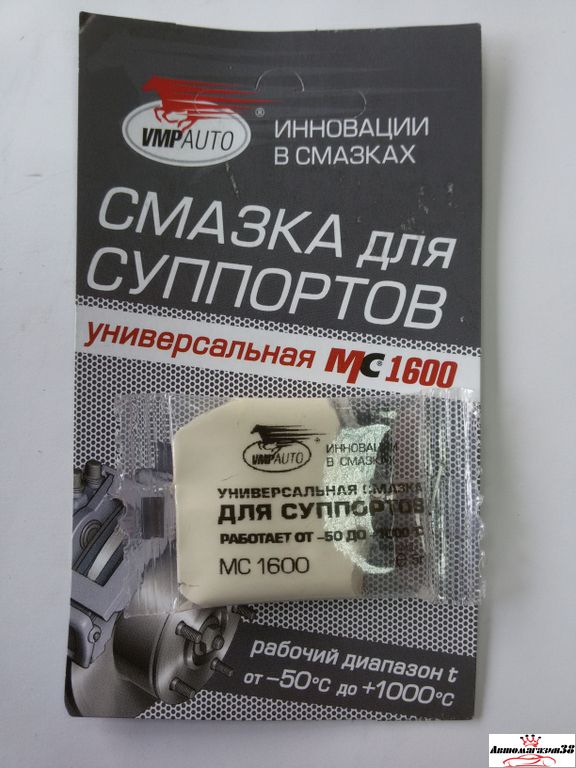 VMPAUTO
®
ИННОВАЦИИ
В СМАЗКАХ
СМАЗКА ДЛЯ
СУППОРТОВ
универсальная МС® 1600
VMPAUTO
®
ИННОВАЦИИ
В СМАЗКАХ
УНИВЕРСАЛЬНАЯ СМАЗКА
ДЛЯ СУППОРТОВ
РАБОТАЕТ ОТ –50 ДО +1000°С
МС 1600
рабочий диапазон t
от –50°С до +1000°С
Автомагазин38